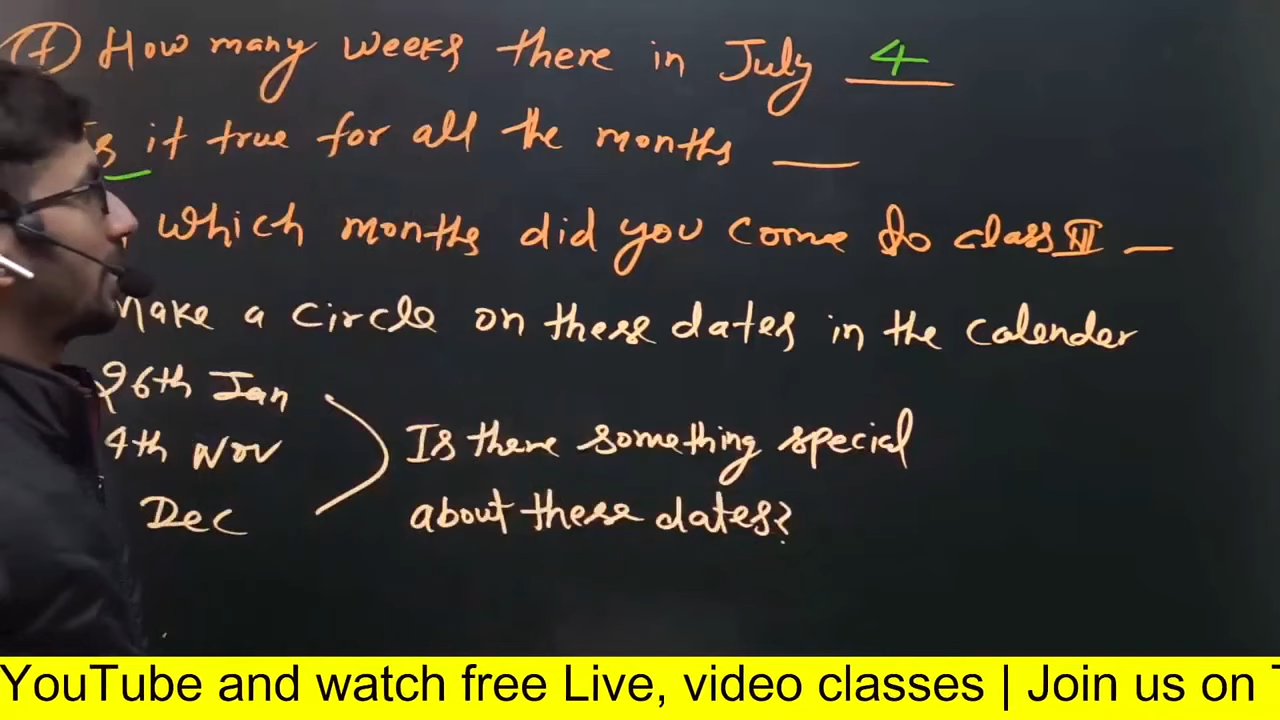 (f) How many weeks there in July 4
Is it true for all the months
which months did you come to class III
Make a circle on these dates in the calender
26th Jan
4th Nov
Dec
Is there something special
about these dates?
YouTube and watch free Live, video classes | Join us on